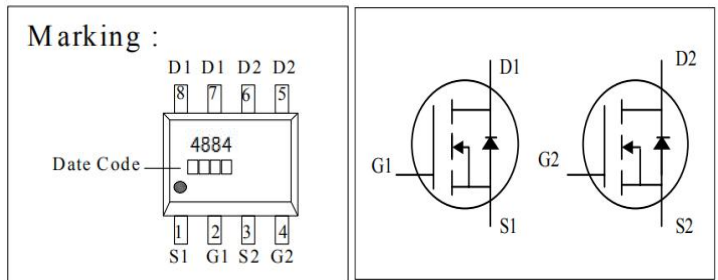 Marking :
D1 D1 D2 D2
8 7 6 5
4884
Date Code
1 2 3 4
S1 G1 S2 G2
D1
G1
S1
D2
G2
S2